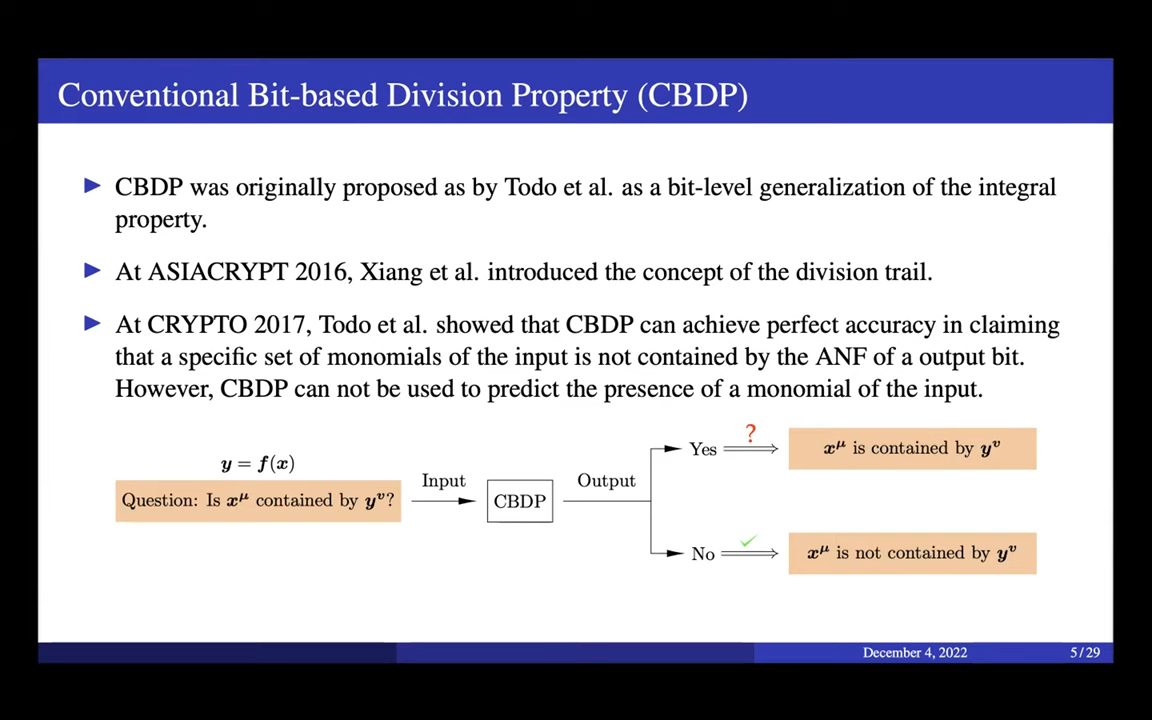 Conventional Bit-based Division Property (CBDP)
▶ CBDP was originally proposed as by Todo et al. as a bit-level generalization of the integral
property.
▶ At ASIACRYPT 2016, Xiang et al. introduced the concept of the division trail.
▶ At CRYPTO 2017, Todo et al. showed that CBDP can achieve perfect accuracy in claiming
that a specific set of monomials of the input is not contained by the ANF of a output bit.
However, CBDP can not be used to predict the presence of a monomial of the input.
y = f(x)
Question: Is x^μ contained by y^v?
Input
CBDP
Output
Yes
?
x^μ is contained by y^v
No
✓
x^μ is not contained by y^v
December 4, 2022
5 / 29